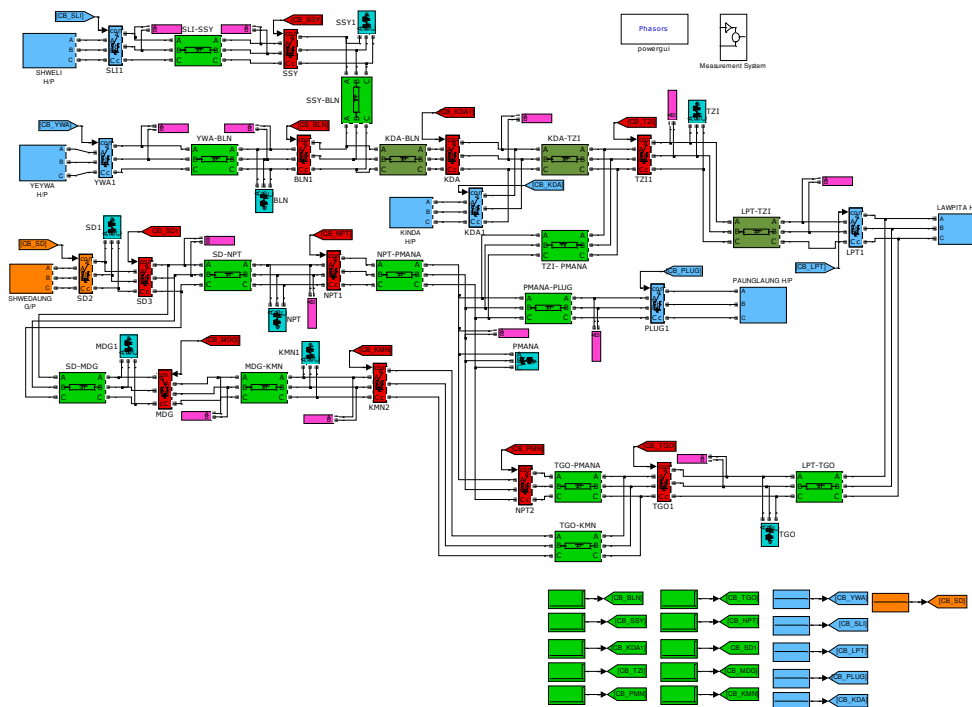 [CB_SLI]
SLI-SSY
[CB_SSY]
SSY1
Phasors
powergui
Measurement System
SHWELI
H/P
SLI1
SSY
SSY-BLN
[CB_YWA]
YWA-BLN
[CB_BLN]
KDA-BLN
[CB_KDA1]
KDA-TZI
[CB_TZI]
TZI
YEYWA
H/P
YWA1
BLN
BLN1
KDA
[CB_KDA]
KINDA
H/P
KDA1
TZI1
LPT-TZI
LAWPITA H
[CB_LPT]
LPT1
TZI- PMANA
[CB_SD]
SD1
[CB_SDI]
SD-NPT
[CB_NPT]
NPT-PMANA
SHWEDAUNG
G/P
SD2
SD3
NPT
NPT1
PMANA-PLUG
[CB_PLUG]
PLUG1
PAUNGLAUNG H/P
PMANA
SD-MDG
MDG1
[CB_MDG]
MDG
MDG-KMN
KMN1
[CB_KMN]
KMN2
[CB_PMN]
NPT2
TGO-PMANA
[CB_TGO]
TGO1
TGO
LPT-TGO
TGO-KMN
[CB_BLN]
[CB_TGO]
[CB_YWA]
[CB_SD]
[CB_SSY]
[CB_NPT]
[CB_SLI]
[CB_KDA1]
[CB_SD1]
[CB_LPT]
[CB_TZI]
[CB_MDG]
[CB_PLUG]
[CB_PMN]
[CB_KMN]
[CB_KDA]